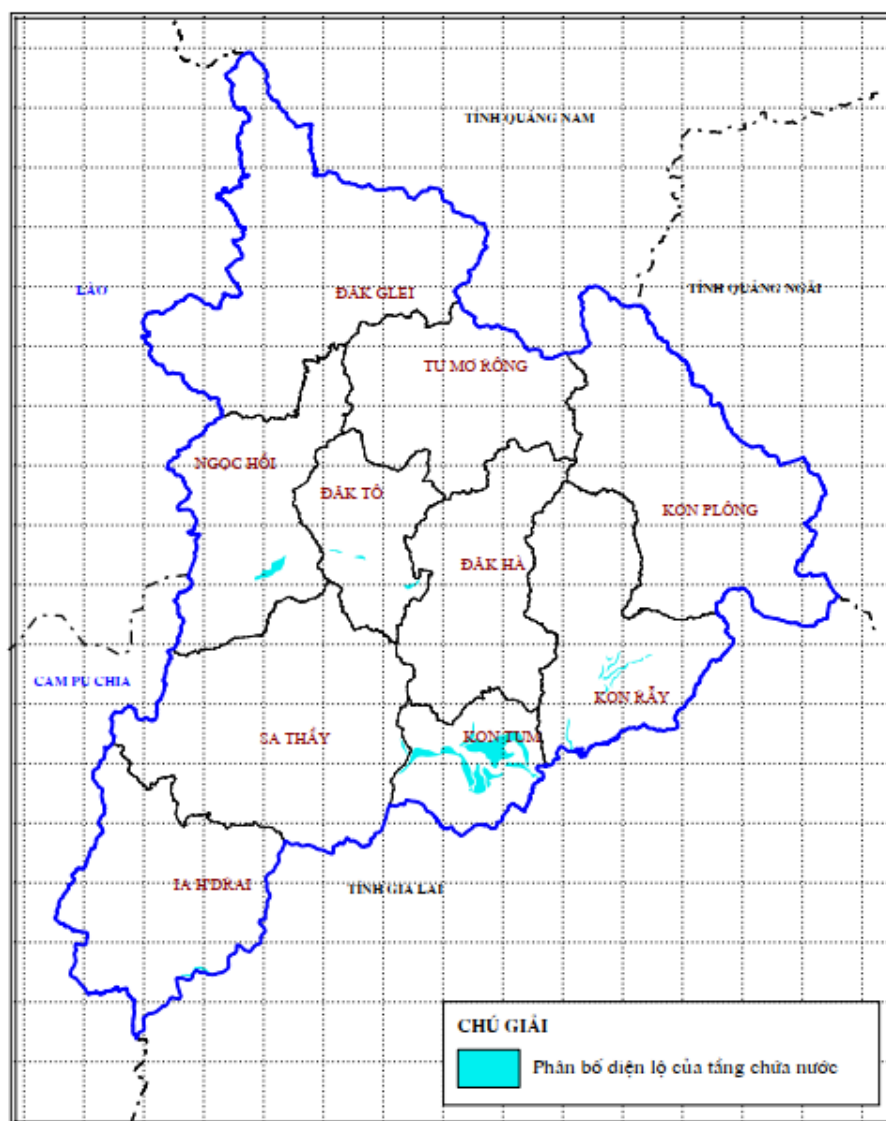 TỈNH QUẢNG NAM
LÀO
TỈNH QUẢNG NGÃI
ĐĂK GLEI
TU MƠ RÔNG
NGỌC HỒI
ĐĂK TÔ
KON PLÔNG
ĐĂK HÀ
CAM PU CHIA
KON RẪY
SA THẦY
KON TUM
IA H'DRAI
TỈNH GIA LAI
CHÚ GIẢI
Phân bố diện lộ của tầng chứa nước